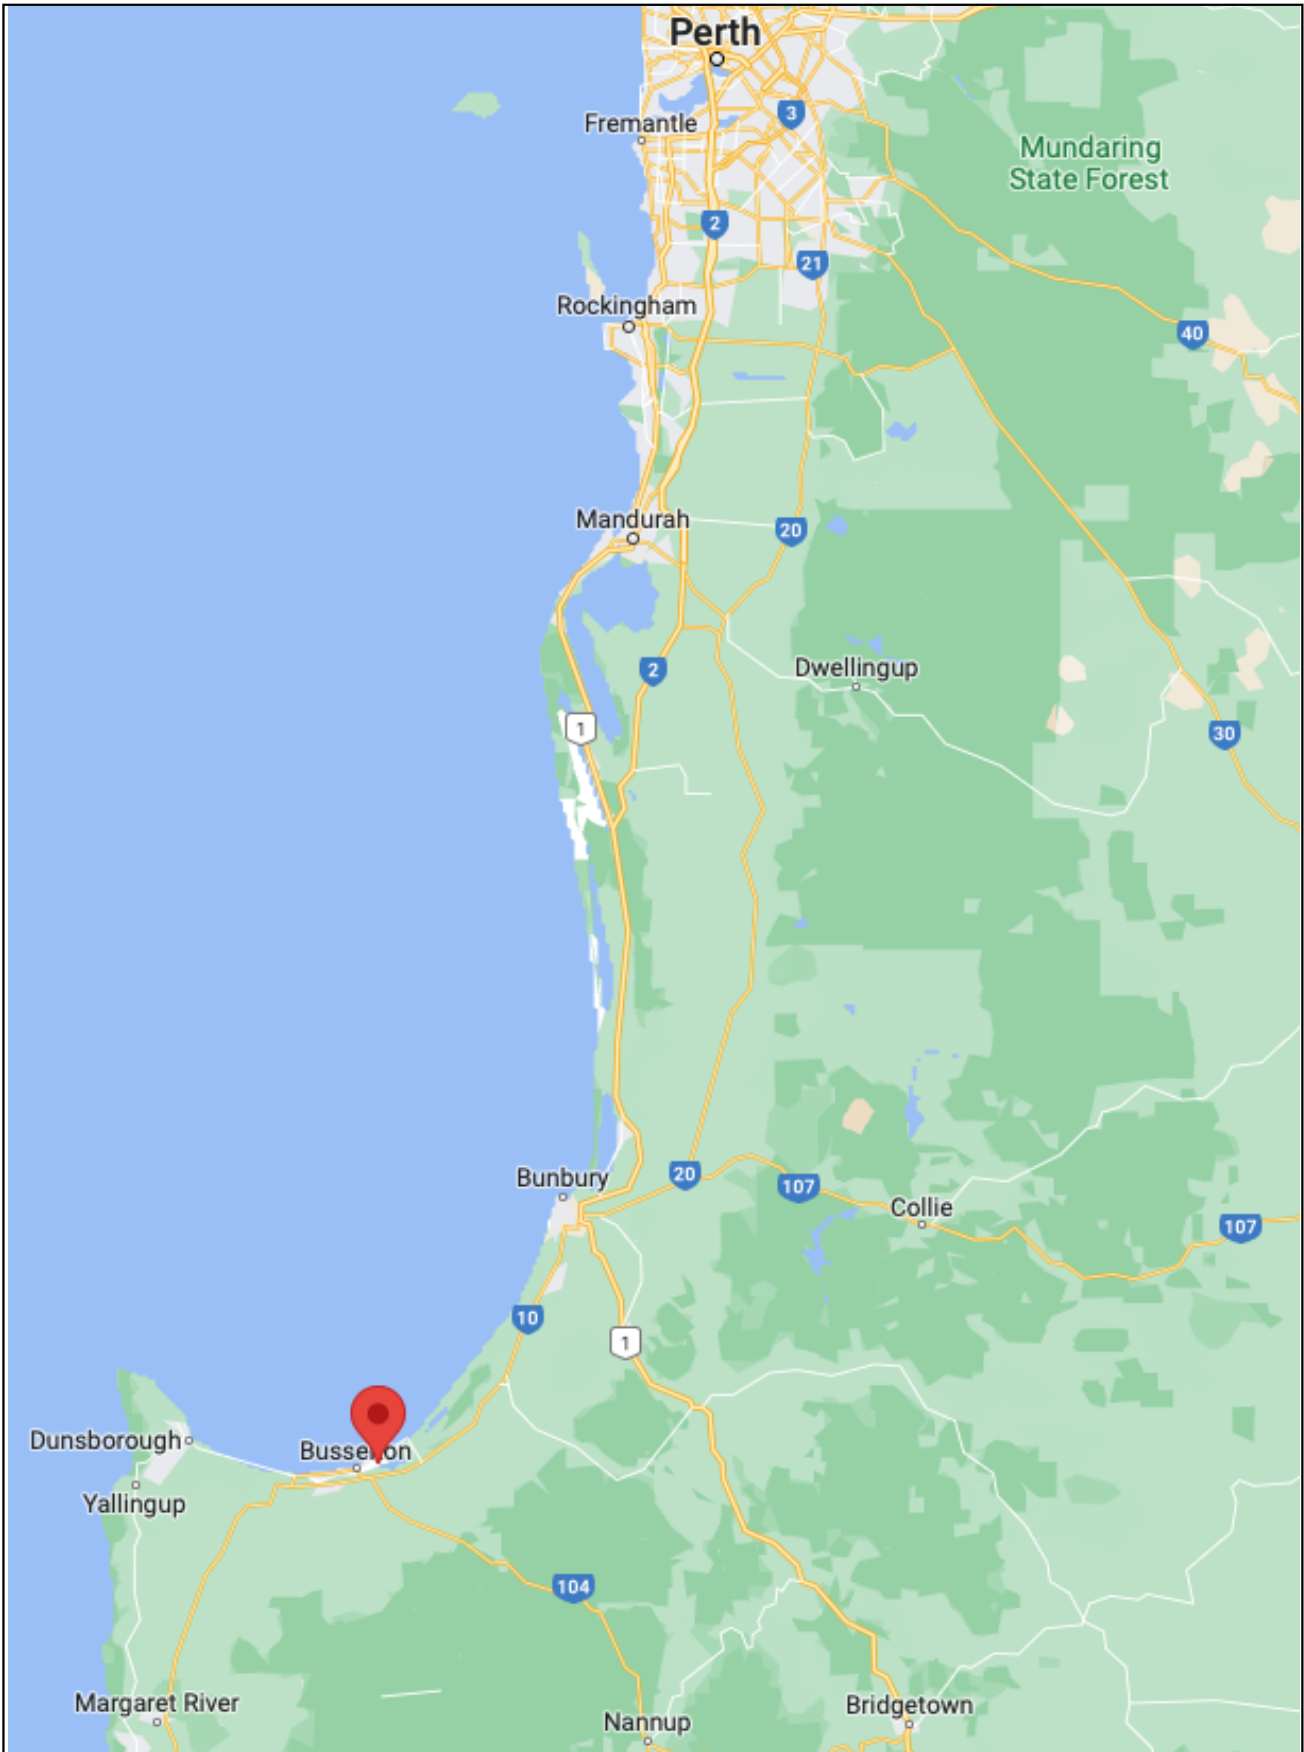 Perth
3
Fremantle
Mundaring
State Forest
2
21
Rockingham
40
Mandurah
20
2
Dwellingup
1
30
Bunbury
20
107
Collie
107
10
1
Dunsborough
Busselton
Yallingup
104
Margaret River
Bridgetown
Nannup